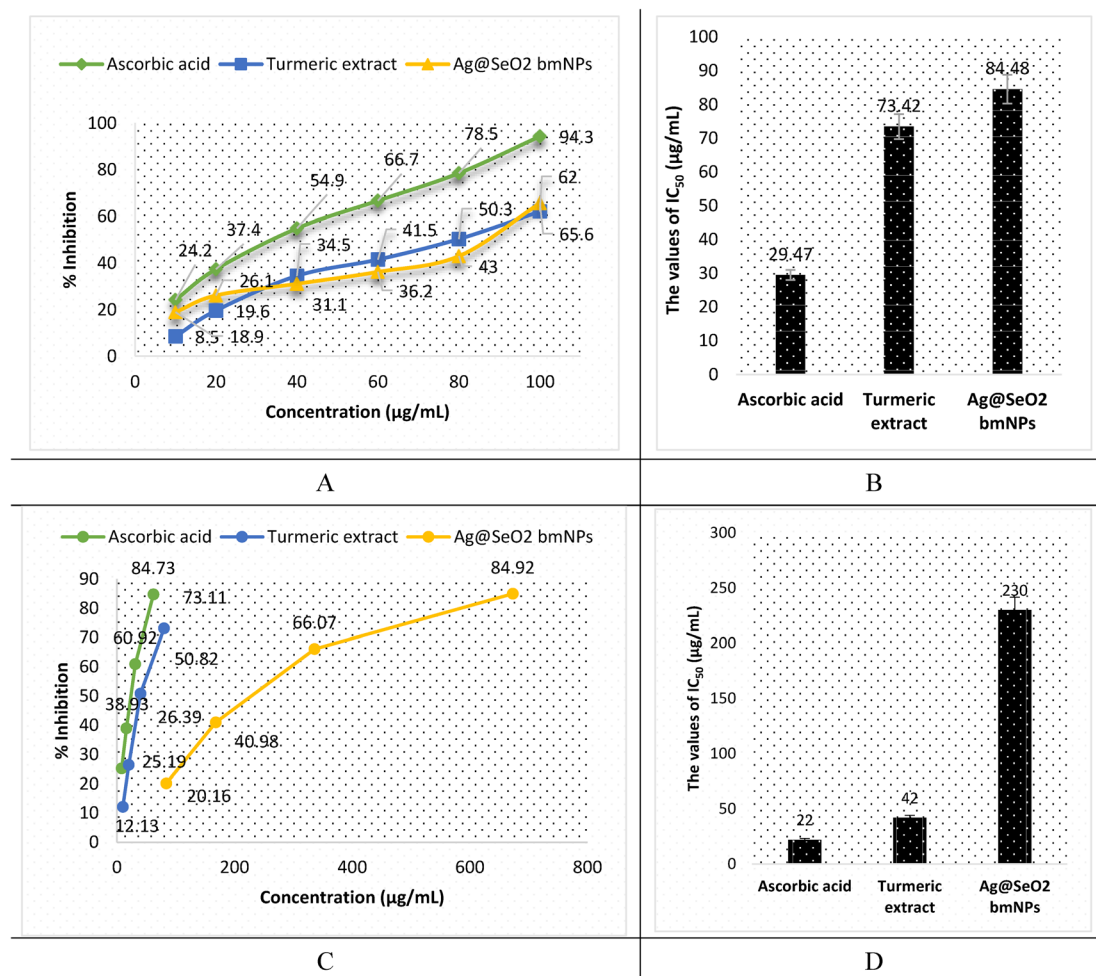 Ascorbic acid Turmeric extract Ag@SeO2 bmNPs
% Inhibition
100
80
60
40
20
0
0 20 40 60 80 100
24.2
37.4
54.9
66.7
78.5
94.3
8.5
19.6
34.5
41.5
50.3
62
18.9
26.1
31.1
36.2
43
65.6
Concentration (µg/mL)
A
The values of IC50 (µg/mL)
100
90
80
70
60
50
40
30
20
10
0
29.47
73.42
84.48
Ascorbic acid
Turmeric
extract
Ag@SeO2
bmNPs
B
Ascorbic acid Turmeric extract Ag@SeO2 bmNPs
% Inhibition
90
80
70
60
50
40
30
20
10
0
0 200 400 600 800
84.73
60.92
38.93
25.19
73.11
50.82
26.39
12.13
84.92
66.07
40.98
20.16
Concentration (µg/mL)
C
The values of IC50 (µg/mL)
300
250
200
150
100
50
0
22
42
230
Ascorbic acid
Turmeric
extract
Ag@SeO2
bmNPs
D